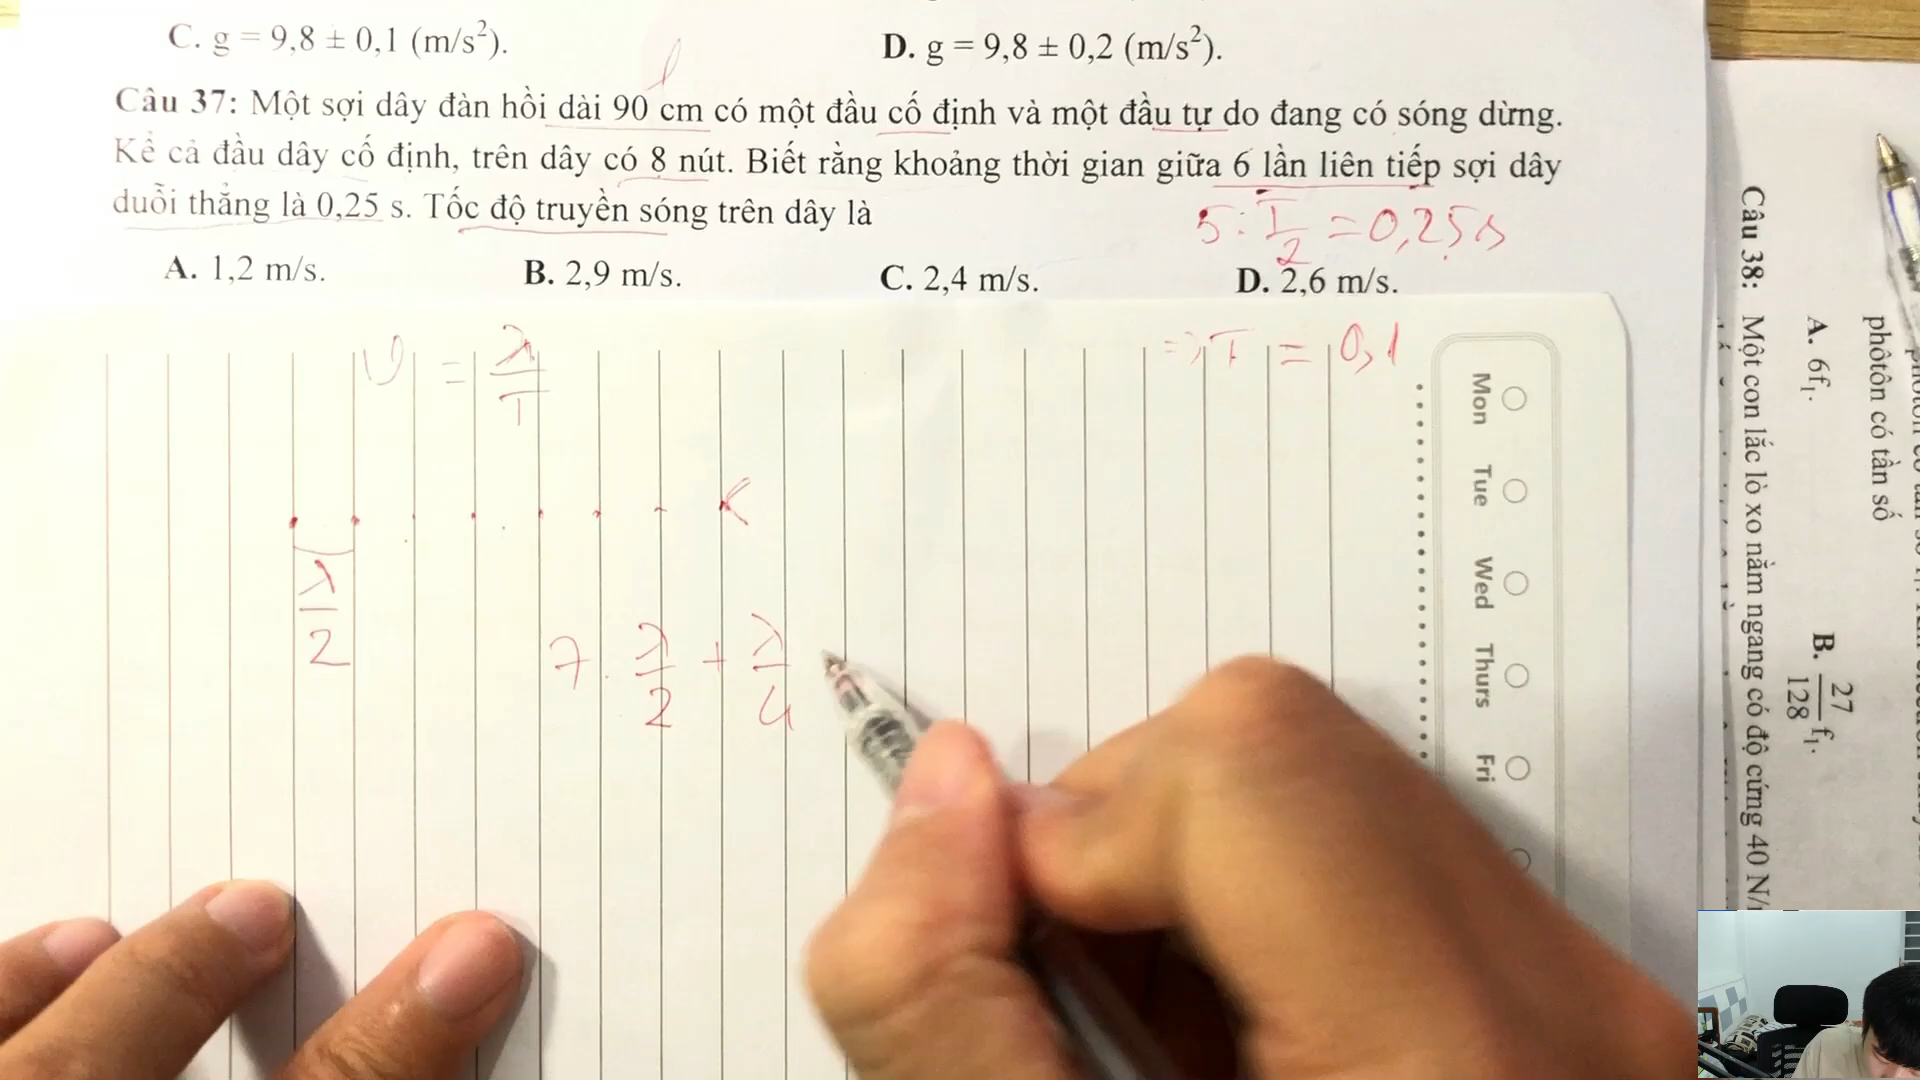 C. g = 9,8 ± 0,1 (m/s²).
D. g = 9,8 ± 0,2 (m/s²).
l
Câu 37: Một sợi dây đàn hồi dài 90 cm có một đầu cố định và một đầu tự do đang có sóng dừng.
Kể cả đầu dây cố định, trên dây có 8 nút. Biết rằng khoảng thời gian giữa 6 lần liên tiếp sợi dây
duỗi thẳng là 0,25 s. Tốc độ truyền sóng trên dây là
5. T/2 = 0,25s
A. 1,2 m/s.
B. 2,9 m/s.
C. 2,4 m/s.
D. 2,6 m/s.
v = λ/T
=> T = 0,1
λ/2
7. λ/2 + λ/4
Mon
Tue
Wed
Thurs
Fri
phôtôn có tần số
A. 6f₁.
B. 27/128 f₁.
Câu 38: Một con lắc lò xo nằm ngang có độ cứng 40 N/